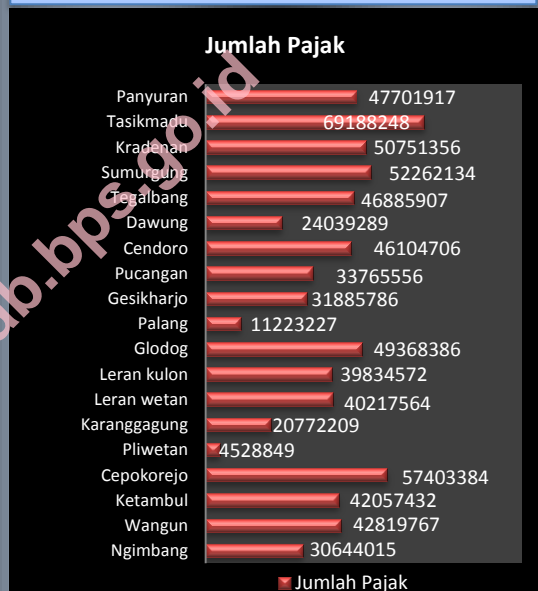 Jumlah Pajak
Panyuran 47701917
Tasikmadu 69188248
Kradenan 50751356
Sumurgung 52262134
Tegalbang 46885907
Dawung 24039289
Cendoro 46104706
Pucangan 33765556
Gesikharjo 31885786
Palang 11223227
Glodog 49368386
Leran kulon 39834572
Leran wetan 40217564
Karanggagung 20772209
Pliwetan 4528849
Cepokorejo 57403384
Ketambul 42057432
Wangun 42819767
Ngimbang 30644015
Jumlah Pajak
ab.bps.go.id